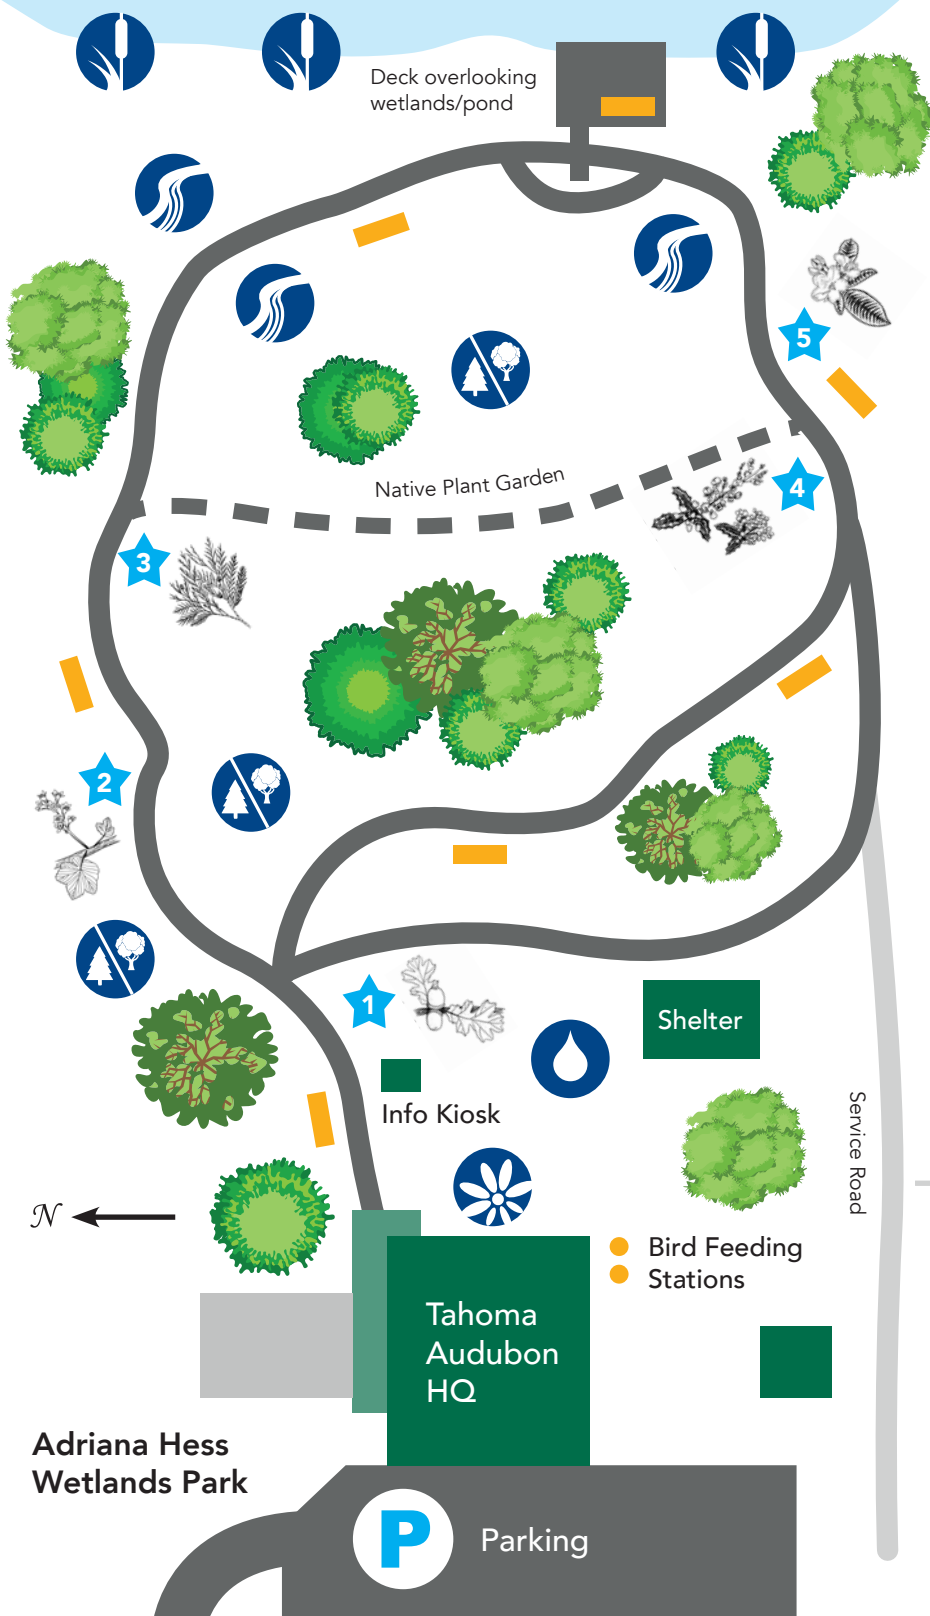 Deck overlooking
wetlands/pond
5
4
Native Plant Garden
3
2
1
Shelter
Info Kiosk
Service Road
N
Bird Feeding
Stations
Tahoma
Audubon
HQ
Adriana Hess
Wetlands Park
P
Parking